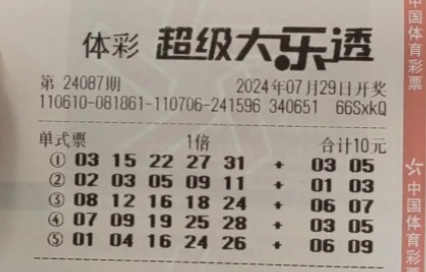 体彩 超级大乐透
第 24087期 2024年07月29日开奖
110610-081861-110706-241596 340651 66SxkQ
单式票 1倍 合计10元
① 03 15 22 27 31 + 03 05
② 02 03 05 09 11 + 01 03
③ 08 12 16 18 24 + 06 07
④ 07 09 19 25 28 + 03 05
⑤ 01 04 16 24 26 + 06 09
中国体育彩票
中国体育彩票